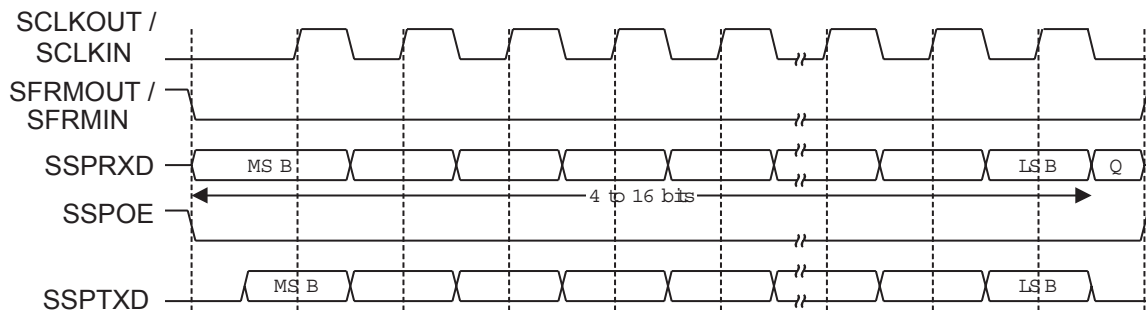 SCLKOUT /
SCLKIN
SFRMOUT /
SFRMIN
SSPRXD
MSB
LSB
Q
4 to 16 bits
SSPOE
SSPTXD
MSB
LSB